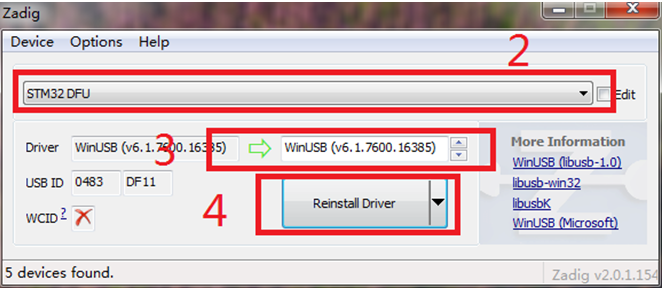 Zadig
Device Options Help
2
STM32 DFU
Edit
3
Driver WinUSB (v6.1.7600.16385) WinUSB (v6.1.7600.16385)
More Information
WinUSB (libusb-1.0)
USB ID 0483 DF11
libusb-win32
4
Reinstall Driver
libusbK
WCID ?
WinUSB (Microsoft)
5 devices found.
Zadig v2.0.1.154